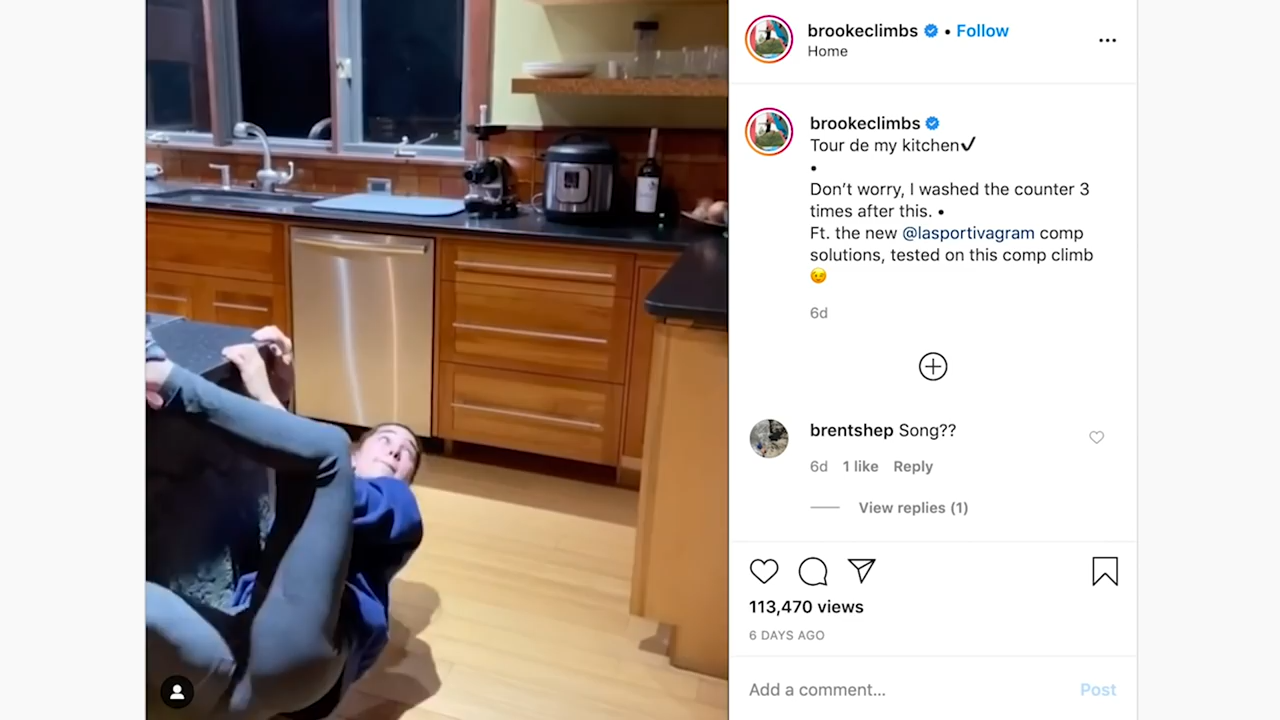 brookeclimbs • Follow
Home
brookeclimbs
Tour de my kitchen✔
•
Don’t worry, I washed the counter 3
times after this. •
Ft. the new @lasportivagram comp
solutions, tested on this comp climb
😉
6d
brentshep Song??
6d 1 like Reply
View replies (1)
113,470 views
6 DAYS AGO
Add a comment... Post